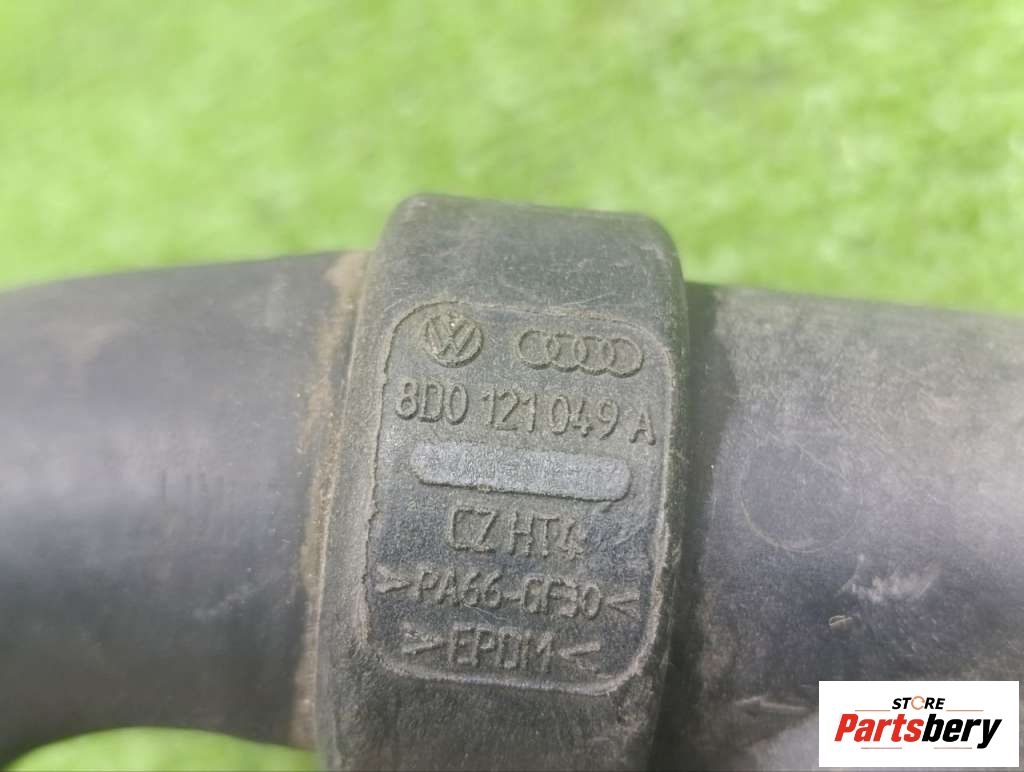 8D0 121 049 A
CZ HT4
>PA66-GF30<
>EPDM<
STORE
Partsbery